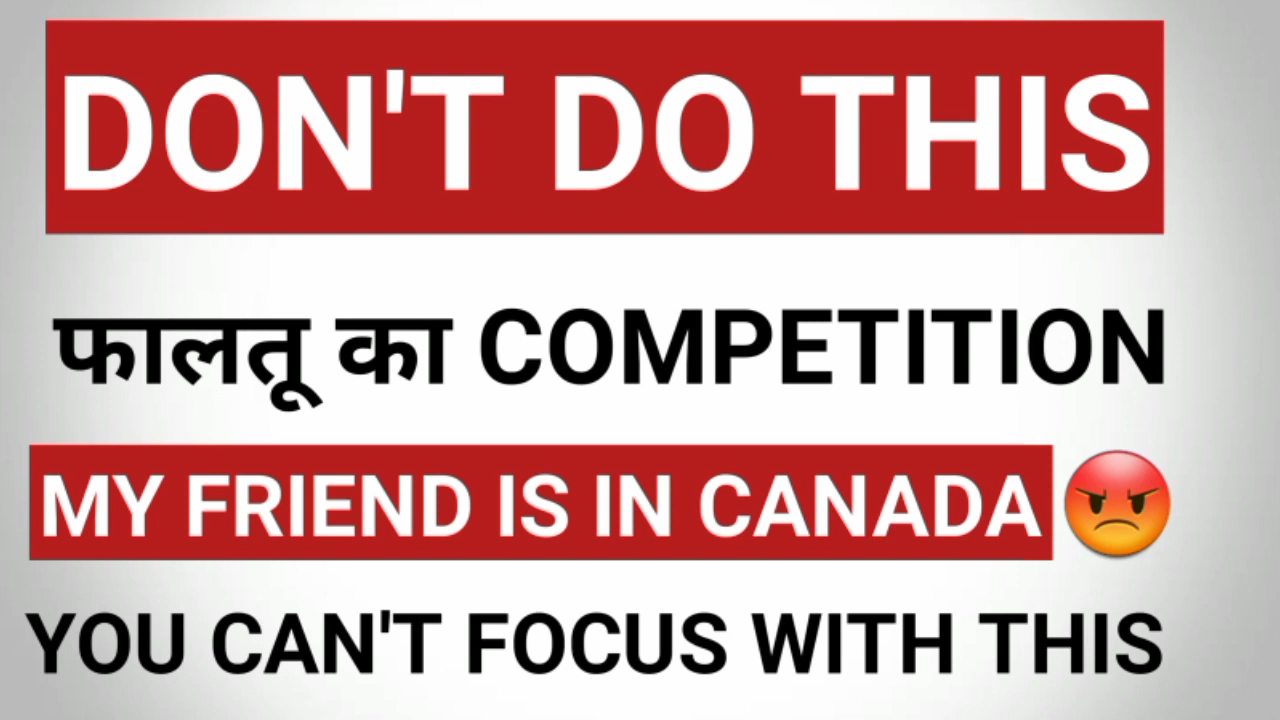 DON'T DO THIS
फालतू का COMPETITION
MY FRIEND IS IN CANADA😡
YOU CAN'T FOCUS WITH THIS